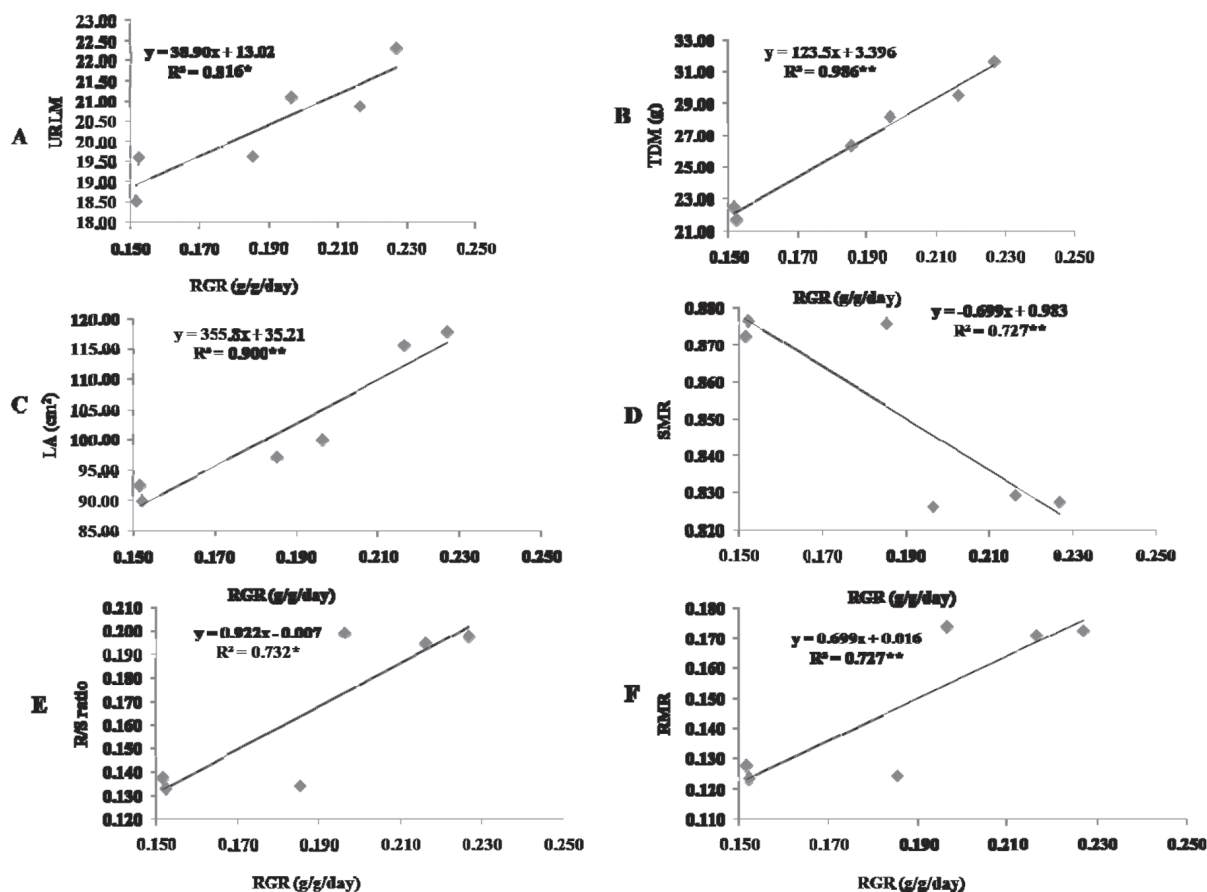 A
URLM
23.00
22.50
22.00
21.50
21.00
20.50
20.00
19.50
19.00
18.50
18.00
y = 38.90x + 13.02
R² = 0.816*
0.150 0.170 0.190 0.210 0.230 0.250
RGR (g/g/day)
B
TDM (g)
33.00
31.00
29.00
27.00
25.00
23.00
21.00
y = 123.5x + 3.396
R² = 0.986**
0.150 0.170 0.190 0.210 0.230 0.250
RGR (g/g/day)
C
LA (cm²)
120.00
115.00
110.00
105.00
100.00
95.00
90.00
85.00
y = 355.8x + 35.21
R² = 0.900**
0.150 0.170 0.190 0.210 0.230 0.250
RGR (g/g/day)
D
SMR
0.890
0.880
0.870
0.860
0.850
0.840
0.830
0.820
y = -0.699x + 0.983
R² = 0.727**
0.150 0.170 0.190 0.210 0.230 0.250
RGR (g/g/day)
E
R/S ratio
0.210
0.200
0.190
0.180
0.170
0.160
0.150
0.140
0.130
0.120
y = 0.922x - 0.007
R² = 0.732*
0.150 0.170 0.190 0.210 0.230 0.250
RGR (g/g/day)
F
RMR
0.180
0.170
0.160
0.150
0.140
0.130
0.120
0.110
y = 0.699x + 0.016
R² = 0.727**
0.150 0.170 0.190 0.210 0.230 0.250
RGR (g/g/day)